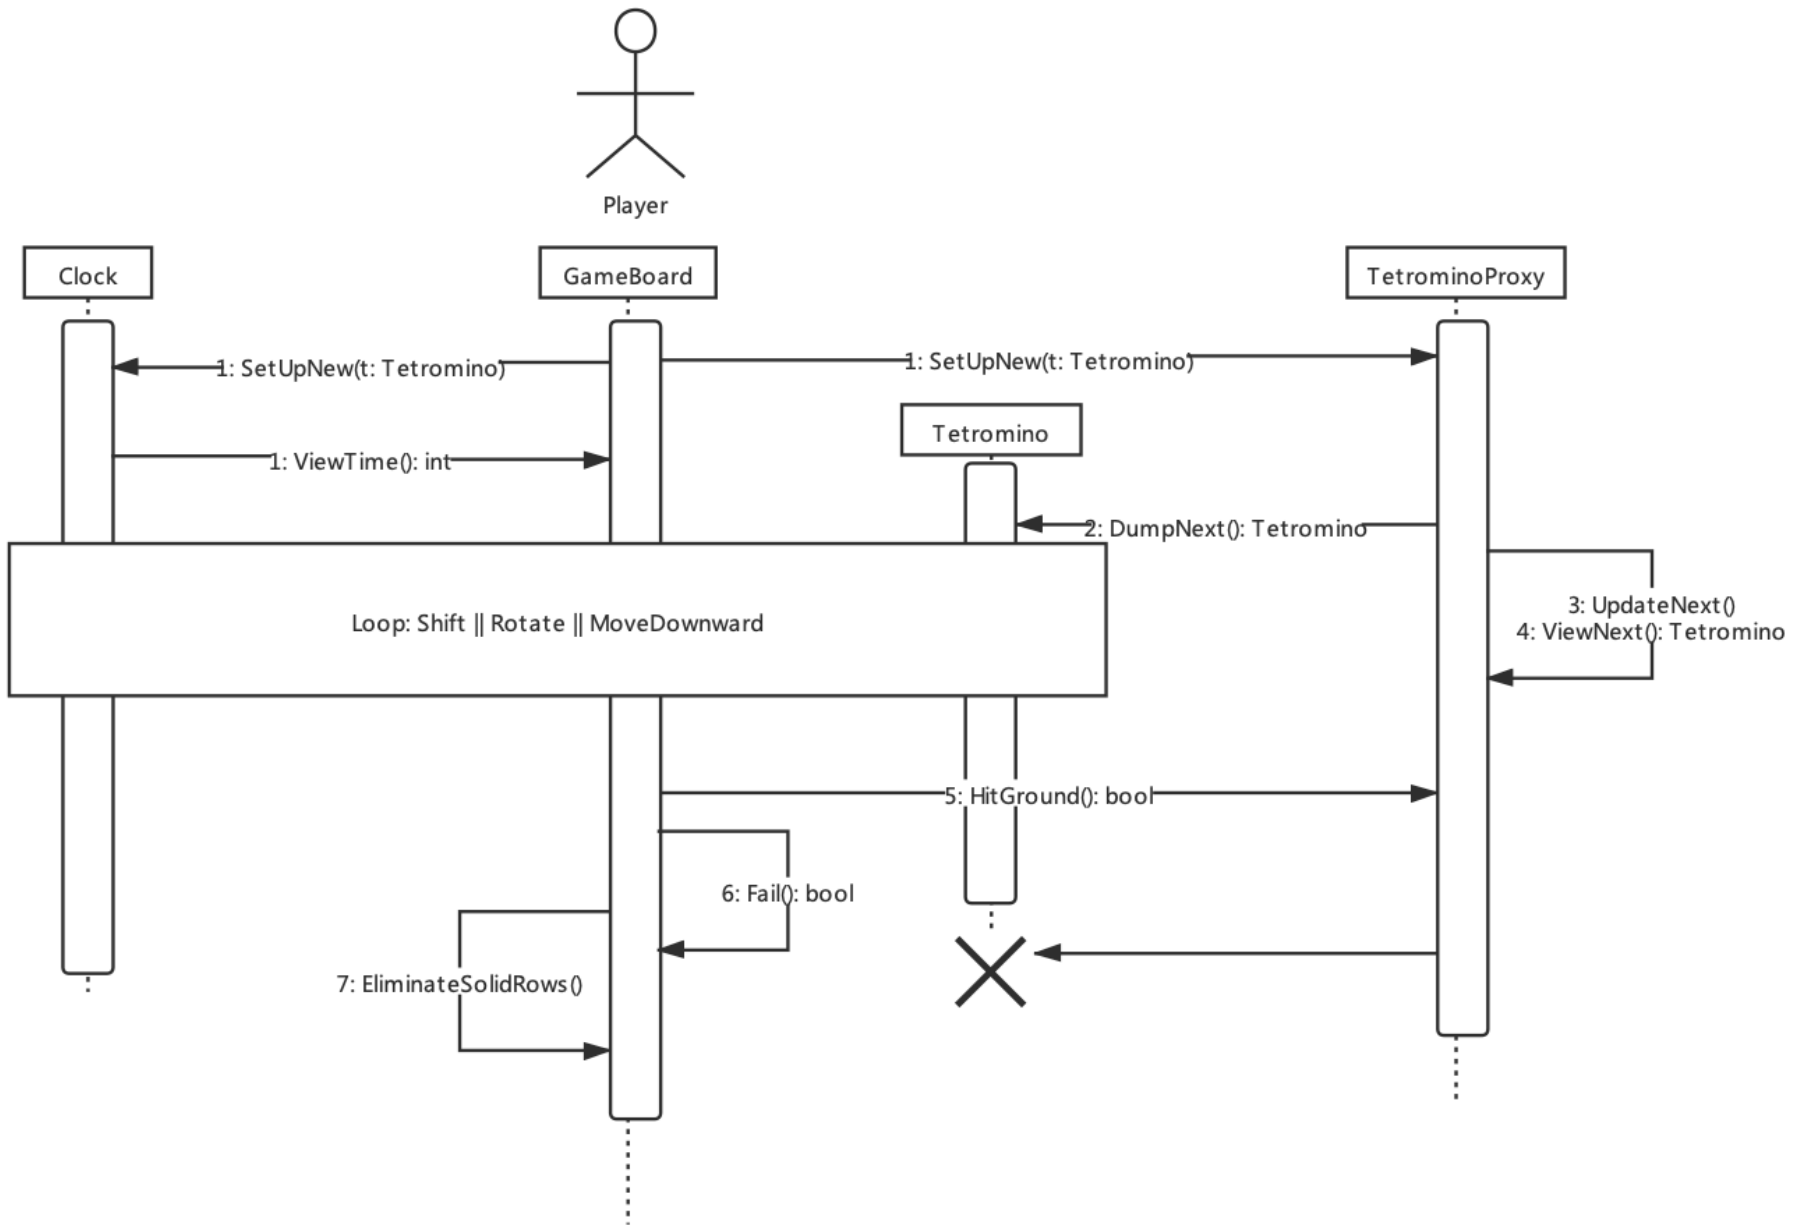 Player
Clock
GameBoard
TetrominoProxy
1: SetUpNew(t: Tetromino)
1: SetUpNew(t: Tetromino)
Tetromino
1: ViewTime(): int
2: DumpNext(): Tetromino
3: UpdateNext()
4: ViewNext(): Tetromino
Loop: Shift || Rotate || MoveDownward
5: HitGround(): bool
6: Fail(): bool
7: EliminateSolidRows()